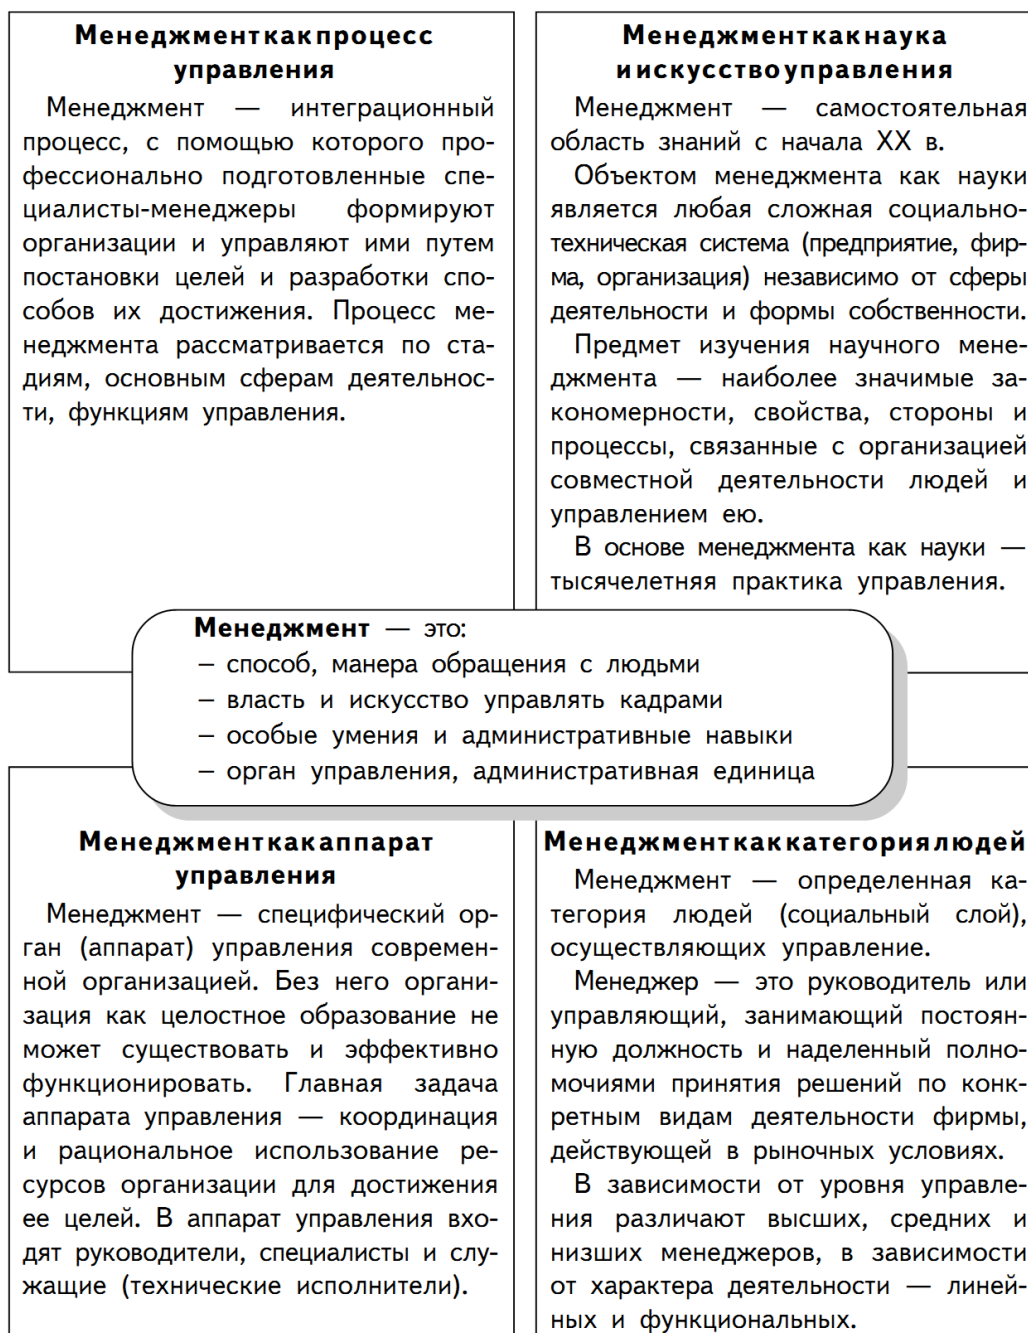 Менеджмент как процесс
управления
Менеджмент — интеграционный
процесс, с помощью которого про-
фессионально подготовленные спе-
циалисты-менеджеры формируют
организации и управляют ими путем
постановки целей и разработки спо-
собов их достижения. Процесс ме-
неджмента рассматривается по ста-
диям, основным сферам деятельнос-
ти, функциям управления.
Менеджмент как наука
и искусство управления
Менеджмент — самостоятельная
область знаний с начала XX в.
Объектом менеджмента как науки
является любая сложная социально-
техническая система (предприятие, фир-
ма, организация) независимо от сферы
деятельности и формы собственности.
Предмет изучения научного мене-
джмента — наиболее значимые за-
кономерности, свойства, стороны и
процессы, связанные с организацией
совместной деятельности людей и
управлением ею.
В основе менеджмента как науки —
тысячелетняя практика управления.
Менеджмент — это:
– способ, манера обращения с людьми
– власть и искусство управлять кадрами
– особые умения и административные навыки
– орган управления, административная единица
Менеджмент как аппарат
управления
Менеджмент — специфический ор-
ган (аппарат) управления современ-
ной организацией. Без него органи-
зация как целостное образование не
может существовать и эффективно
функционировать. Главная задача
аппарата управления — координация
и рациональное использование ре-
сурсов организации для достижения
ее целей. В аппарат управления вхо-
дят руководители, специалисты и слу-
жащие (технические исполнители).
Менеджмент как категория людей
Менеджмент — определенная ка-
тегория людей (социальный слой),
осуществляющих управление.
Менеджер — это руководитель или
управляющий, занимающий постоян-
ную должность и наделенный полно-
мочиями принятия решений по конк-
ретным видам деятельности фирмы,
действующей в рыночных условиях.
В зависимости от уровня управле-
ния различают высших, средних и
низших менеджеров, в зависимости
от характера деятельности — линей-
ных и функциональных.